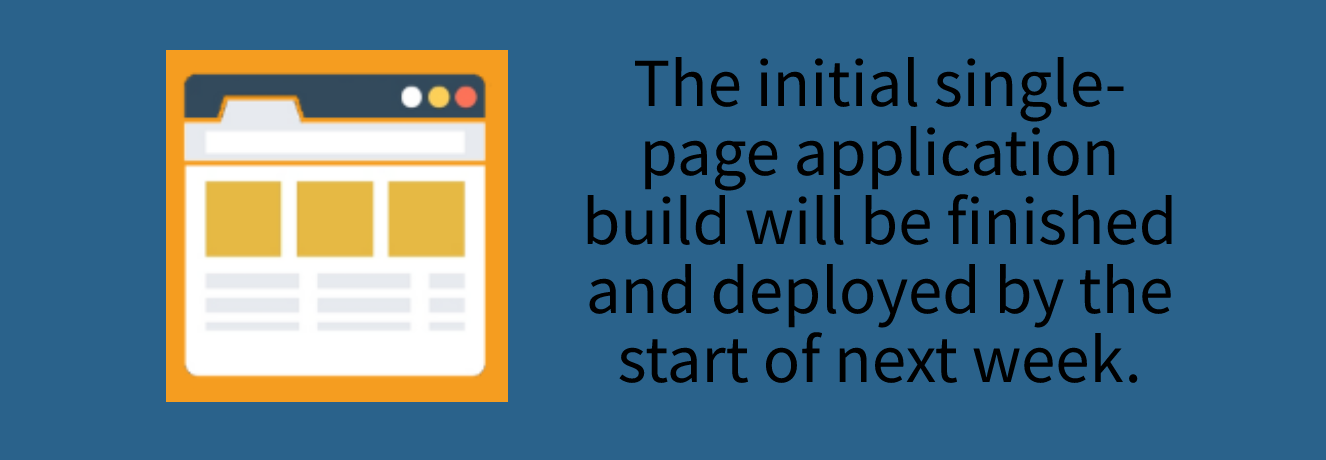 The initial single-
page application
build will be finished
and deployed by the
start of next week.